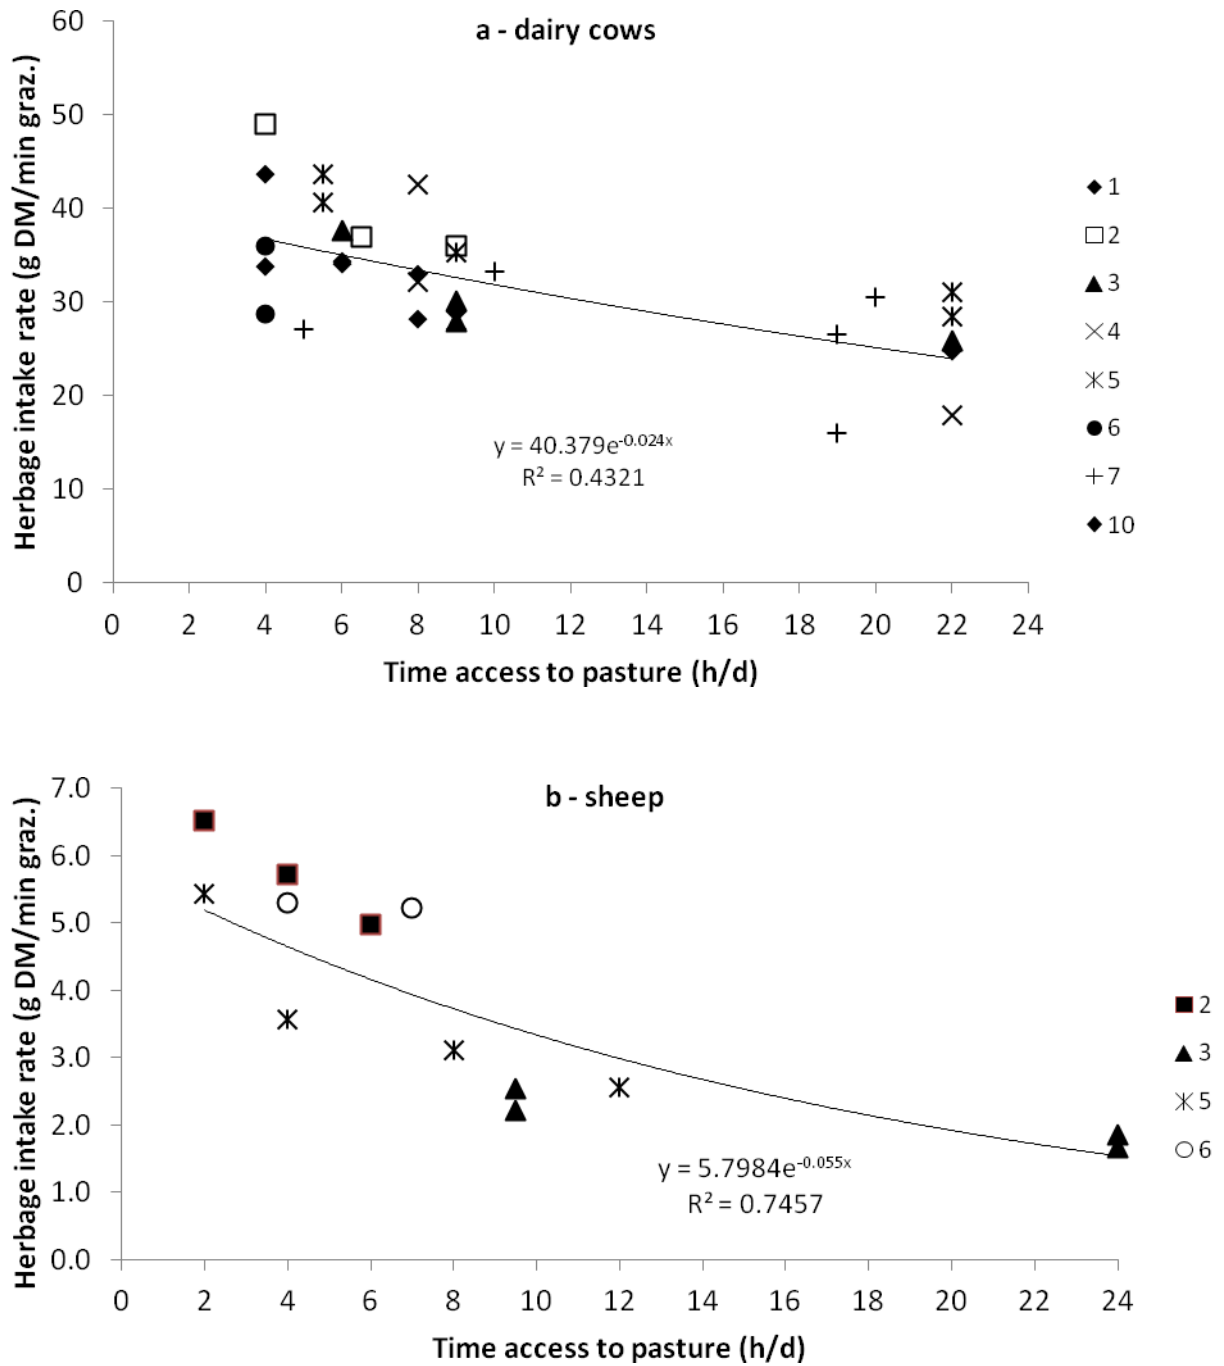 a - dairy cows
Herbage intake rate (g DM/min graz.)
60
50
40
30
20
10
0
y = 40.379e^-0.024x
R² = 0.4321
0 2 4 6 8 10 12 14 16 18 20 22 24
Time access to pasture (h/d)
1
2
3
4
5
6
7
10
b - sheep
Herbage intake rate (g DM/min graz.)
7.0
6.0
5.0
4.0
3.0
2.0
1.0
0.0
y = 5.7984e^-0.055x
R² = 0.7457
0 2 4 6 8 10 12 14 16 18 20 22 24
Time access to pasture (h/d)
2
3
5
6